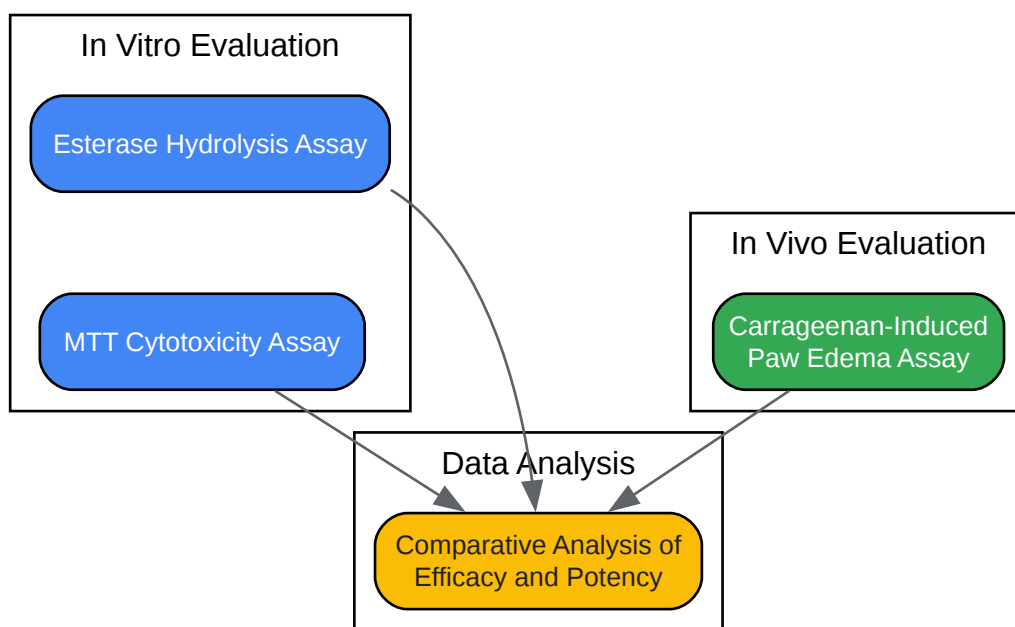 In Vitro Evaluation
Esterase Hydrolysis Assay
MTT Cytotoxicity Assay
In Vivo Evaluation
Carrageenan-Induced
Paw Edema Assay
Data Analysis
Comparative Analysis of
Efficacy and Potency